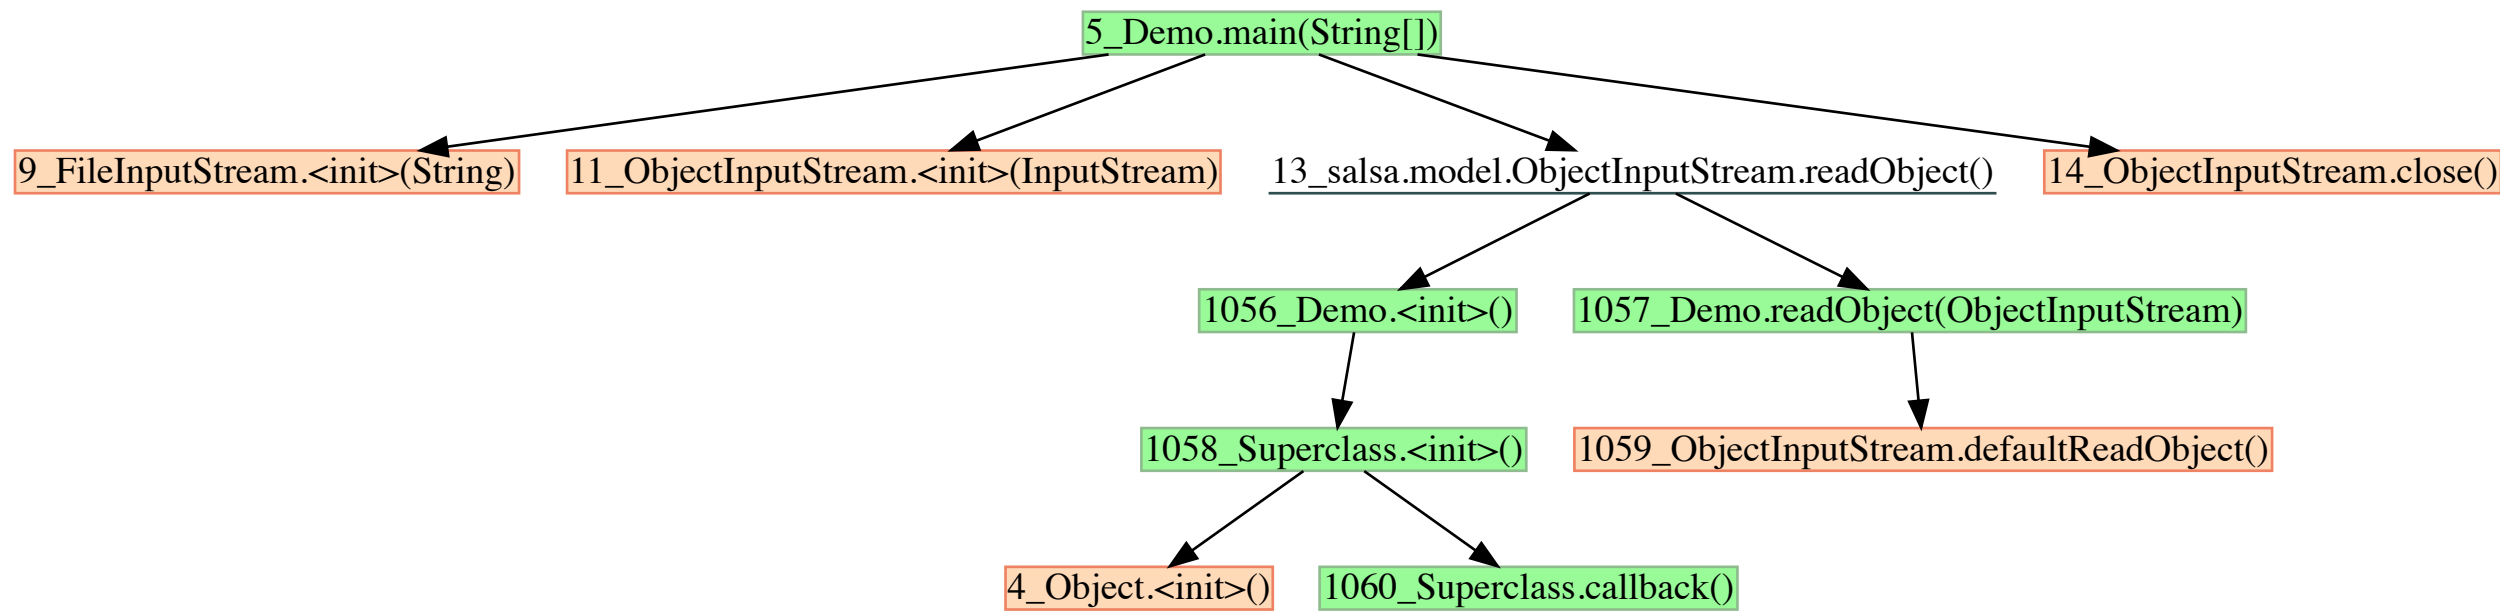 5_Demo.main(String[])
9_FileInputStream.<init>(String)
11_ObjectInputStream.<init>(InputStream)
13_salsa.model.ObjectInputStream.readObject()
14_ObjectInputStream.close()
1056_Demo.<init>()
1057_Demo.readObject(ObjectInputStream)
1058_Superclass.<init>()
1059_ObjectInputStream.defaultReadObject()
4_Object.<init>()
1060_Superclass.callback()